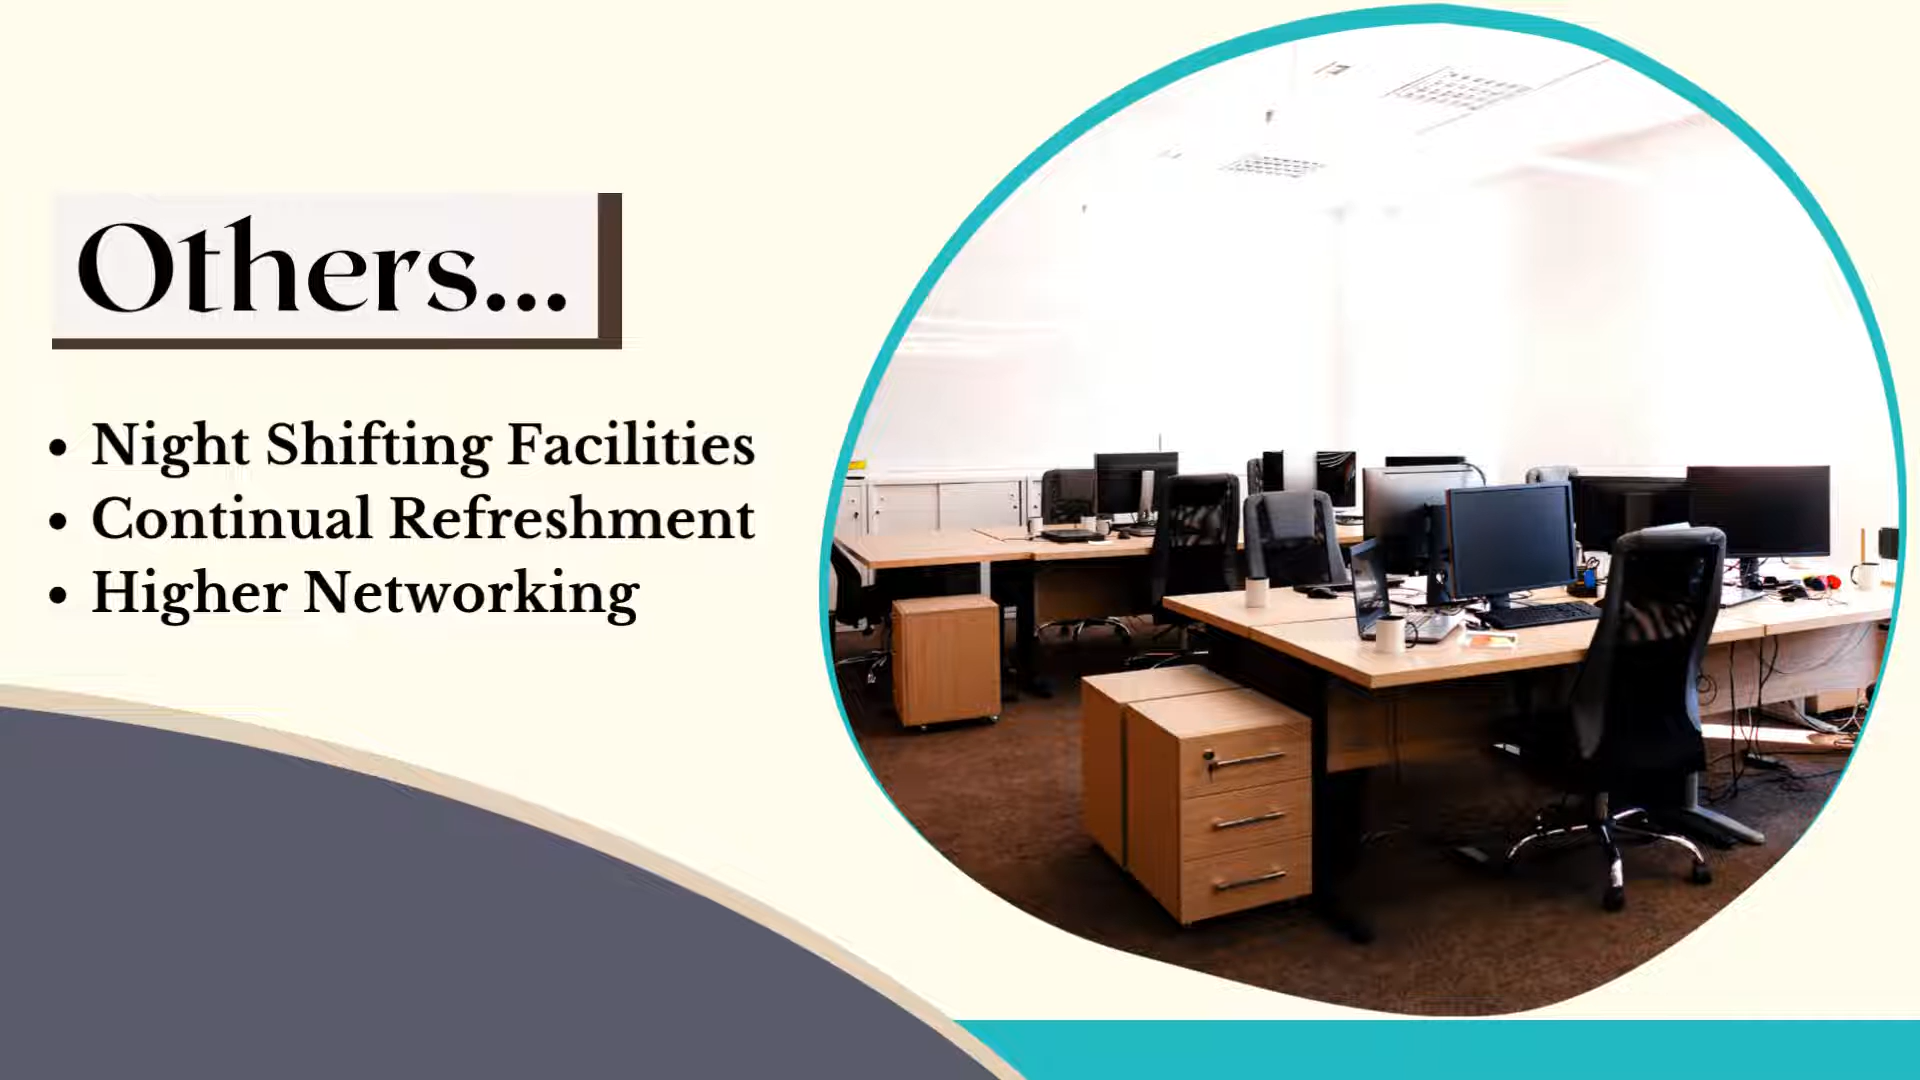 Others...
• Night Shifting Facilities
• Continual Refreshment
• Higher Networking